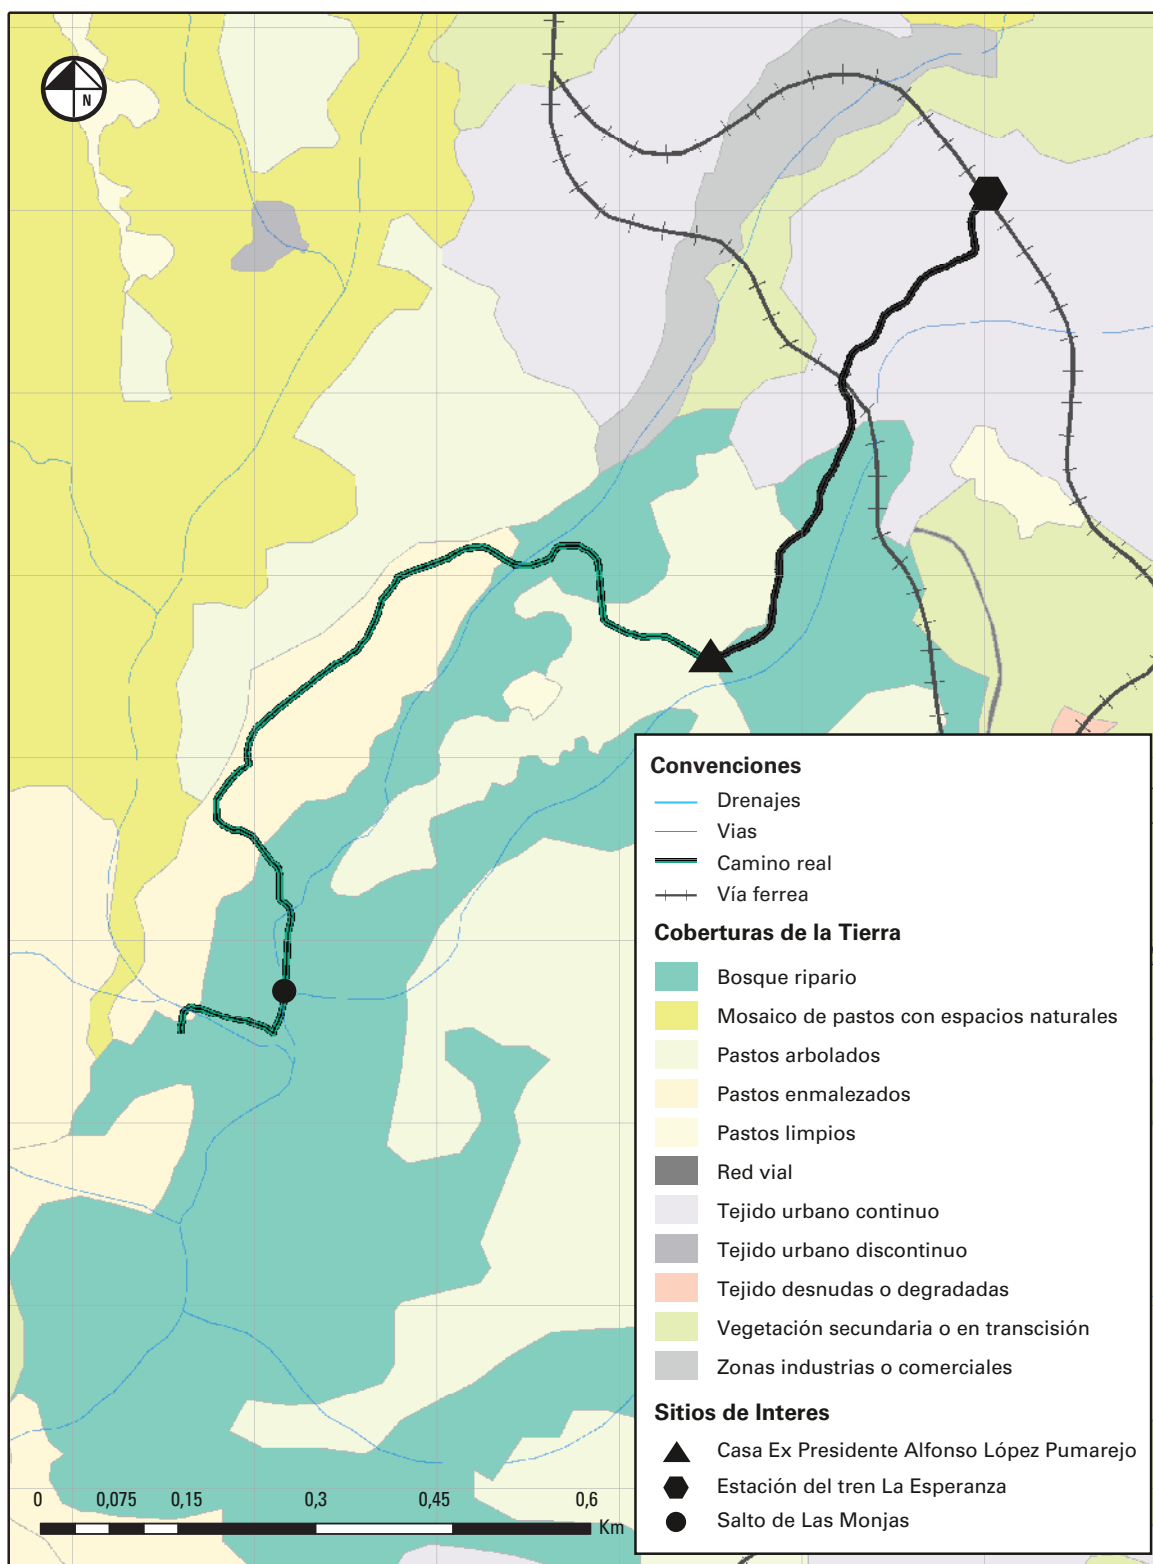 N
Convenciones
Drenajes
Vias
Camino real
Vía ferrea
Coberturas de la Tierra
Bosque ripario
Mosaico de pastos con espacios naturales
Pastos arbolados
Pastos enmalezados
Pastos limpios
Red vial
Tejido urbano continuo
Tejido urbano discontinuo
Tejido desnudas o degradadas
Vegetación secundaria o en transcisión
Zonas industrias o comerciales
Sitios de Interes
Casa Ex Presidente Alfonso López Pumarejo
Estación del tren La Esperanza
Salto de Las Monjas
0 0,075 0,15 0,3 0,45 0,6
Km